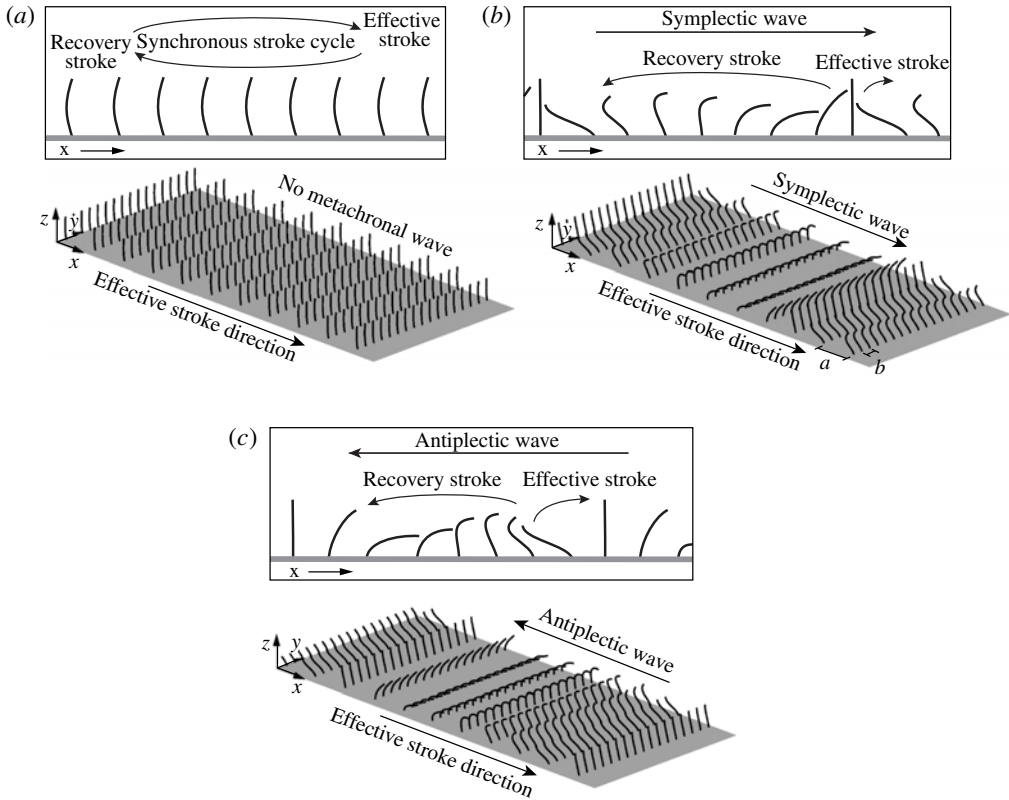 (a)
Effective
stroke
Recovery
stroke
Synchronous stroke cycle
x
No metachronal wave
z
y
x
Effective stroke direction
(b)
Symplectic wave
Recovery stroke
Effective stroke
x
Symplectic wave
z
y
x
Effective stroke direction
a
b
(c)
Antiplectic wave
Recovery stroke
Effective stroke
x
Antiplectic wave
z
y
x
Effective stroke direction